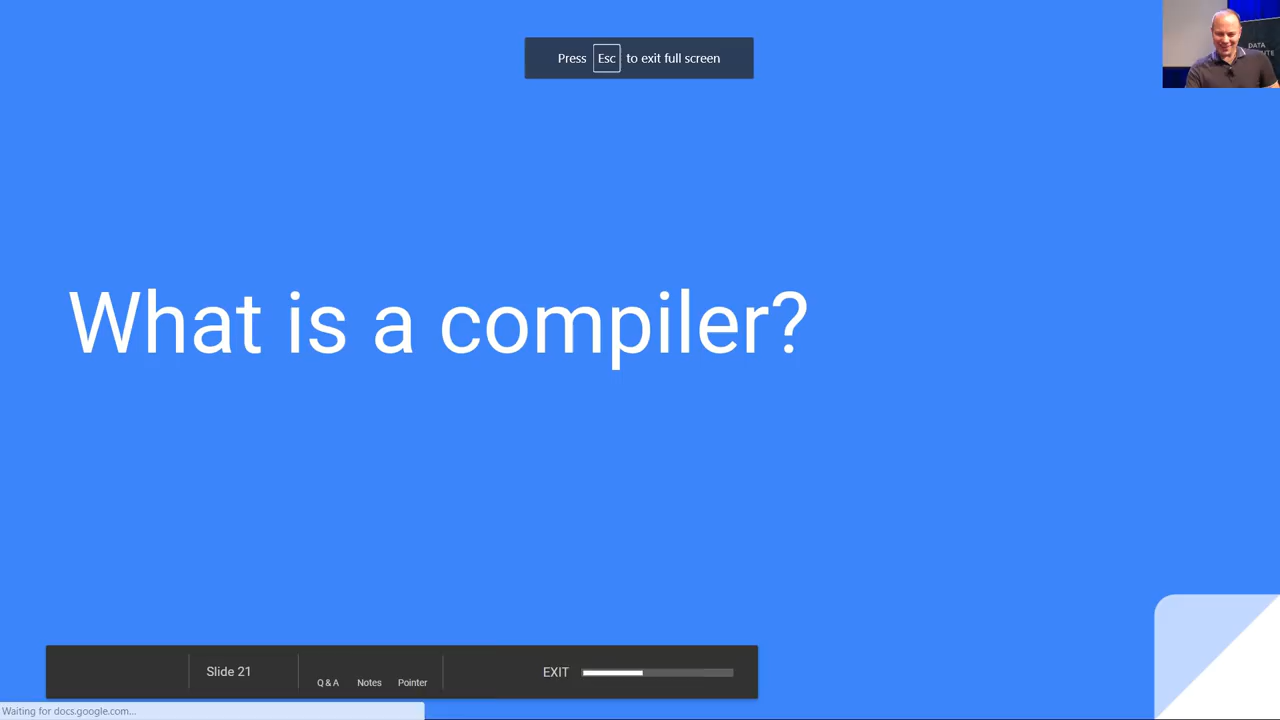 Press Esc to exit full screen
DATA
What is a compiler?
Slide 21
Q & A Notes Pointer
EXIT
Waiting for docs.google.com...